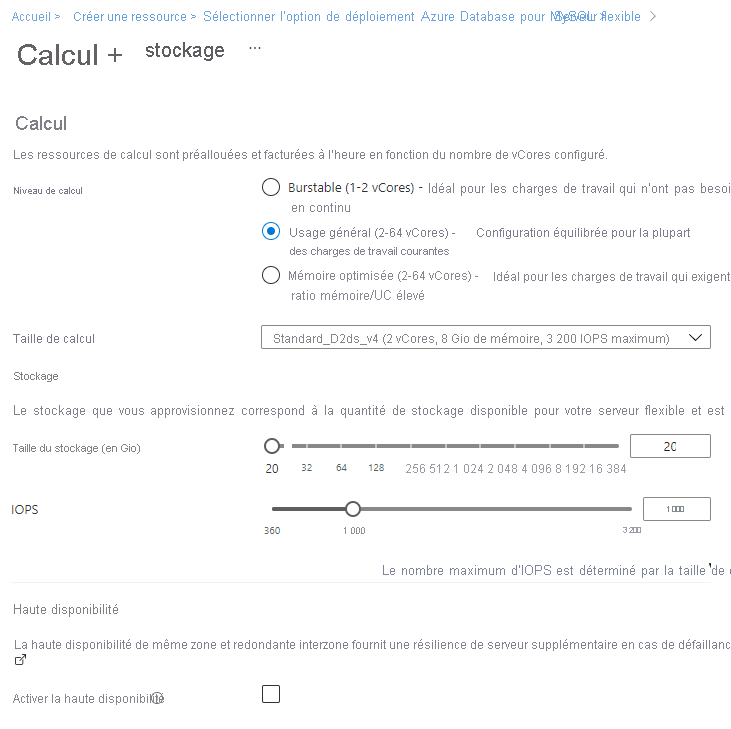 Accueil > Créer une ressource > Sélectionner l'option de déploiement Azure Database pour MySQL > Serveur flexible >
Calcul + stockage ...
Calcul
Les ressources de calcul sont préallouées et facturées à l'heure en fonction du nombre de vCores configuré.
Niveau de calcul
Burstable (1-2 vCores) - Idéal pour les charges de travail qui n'ont pas besoi
en continu
Usage général (2-64 vCores) - Configuration équilibrée pour la plupart
des charges de travail courantes
Mémoire optimisée (2-64 vCores) - Idéal pour les charges de travail qui exigent
ratio mémoire/UC élevé
Taille de calcul
Standard_D2ds_v4 (2 vCores, 8 Gio de mémoire, 3 200 IOPS maximum)
Stockage
Le stockage que vous approvisionnez correspond à la quantité de stockage disponible pour votre serveur flexible et est
Taille du stockage (en Gio)
20
20 32 64 128 256 512 1 024 2 048 4 096 8 192 16 384
IOPS
1 000
360 1 000 3 200
Le nombre maximum d'IOPS est déterminé par la taille de
Haute disponibilité
La haute disponibilité de même zone et redondante interzone fournit une résilience de serveur supplémentaire en cas de défaillanc
Activer la haute disponibilité